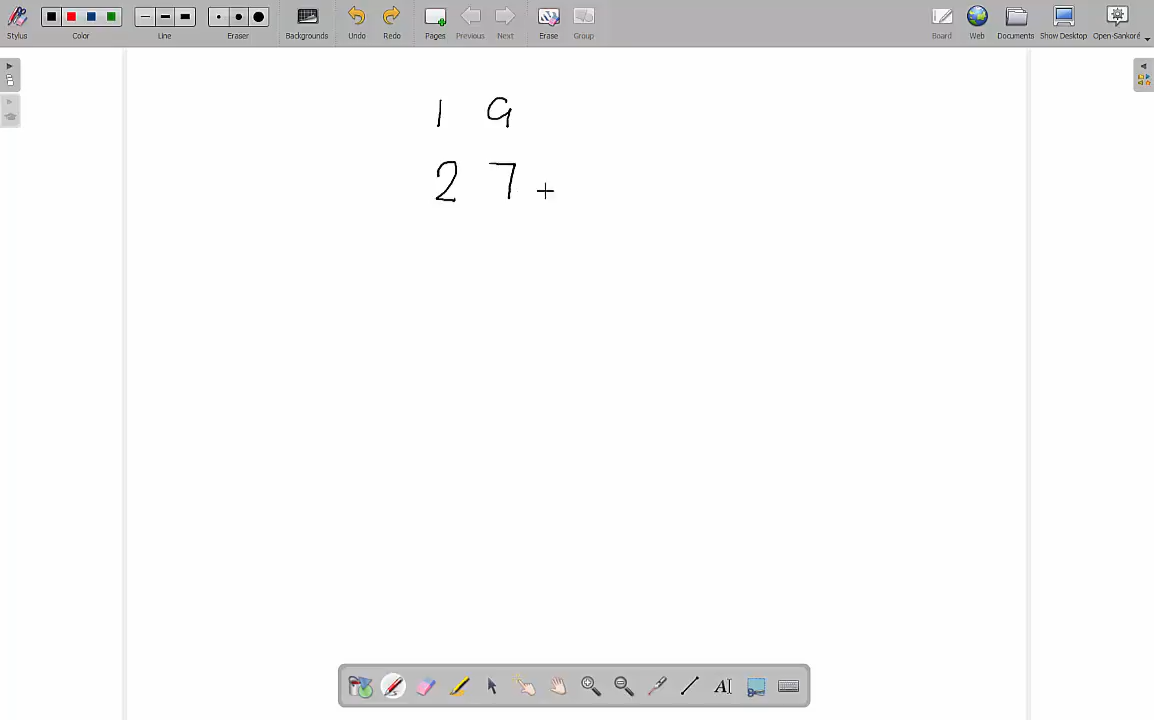 Stylus Color Line Eraser Backgrounds Undo Redo Pages Previous Next Erase Group Board Web Documents Show Desktop Open-Sankoré
1 9
2 7